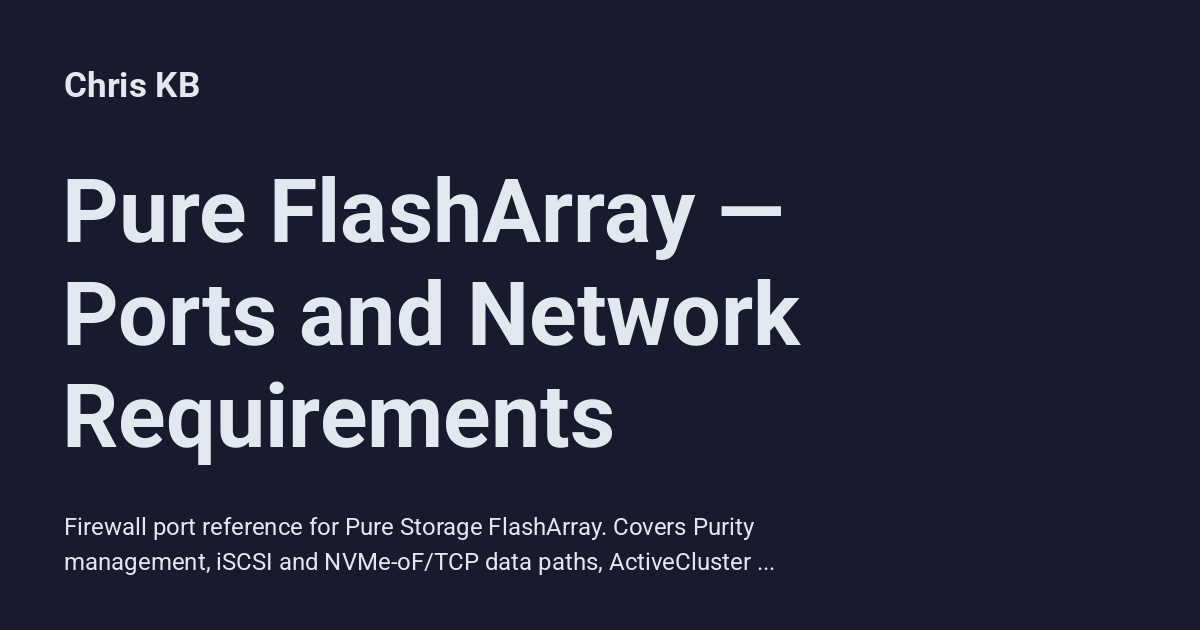 Chris KB
Pure FlashArray —
Ports and Network
Requirements
Firewall port reference for Pure Storage FlashArray. Covers Purity
management, iSCSI and NVMe-oF/TCP data paths, ActiveCluster ...